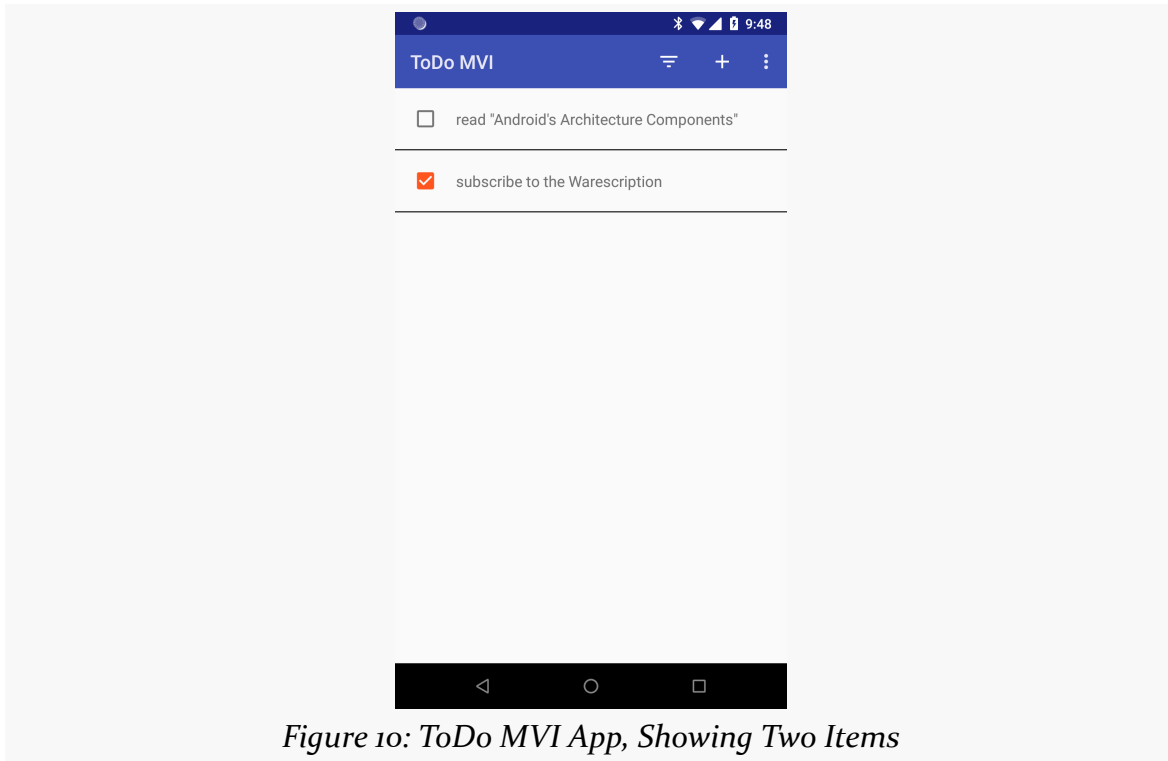 9:48
ToDo MVI
read "Android's Architecture Components"
subscribe to the Warescription
Figure 10: ToDo MVI App, Showing Two Items